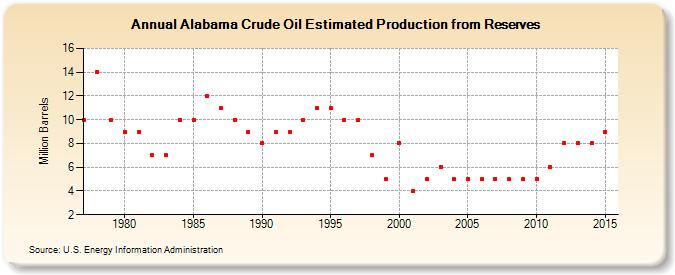 Annual Alabama Crude Oil Estimated Production from Reserves
Million Barrels
16
14
12
10
8
6
4
2
1980 1985 1990 1995 2000 2005 2010 2015
Source: U.S. Energy Information Administration